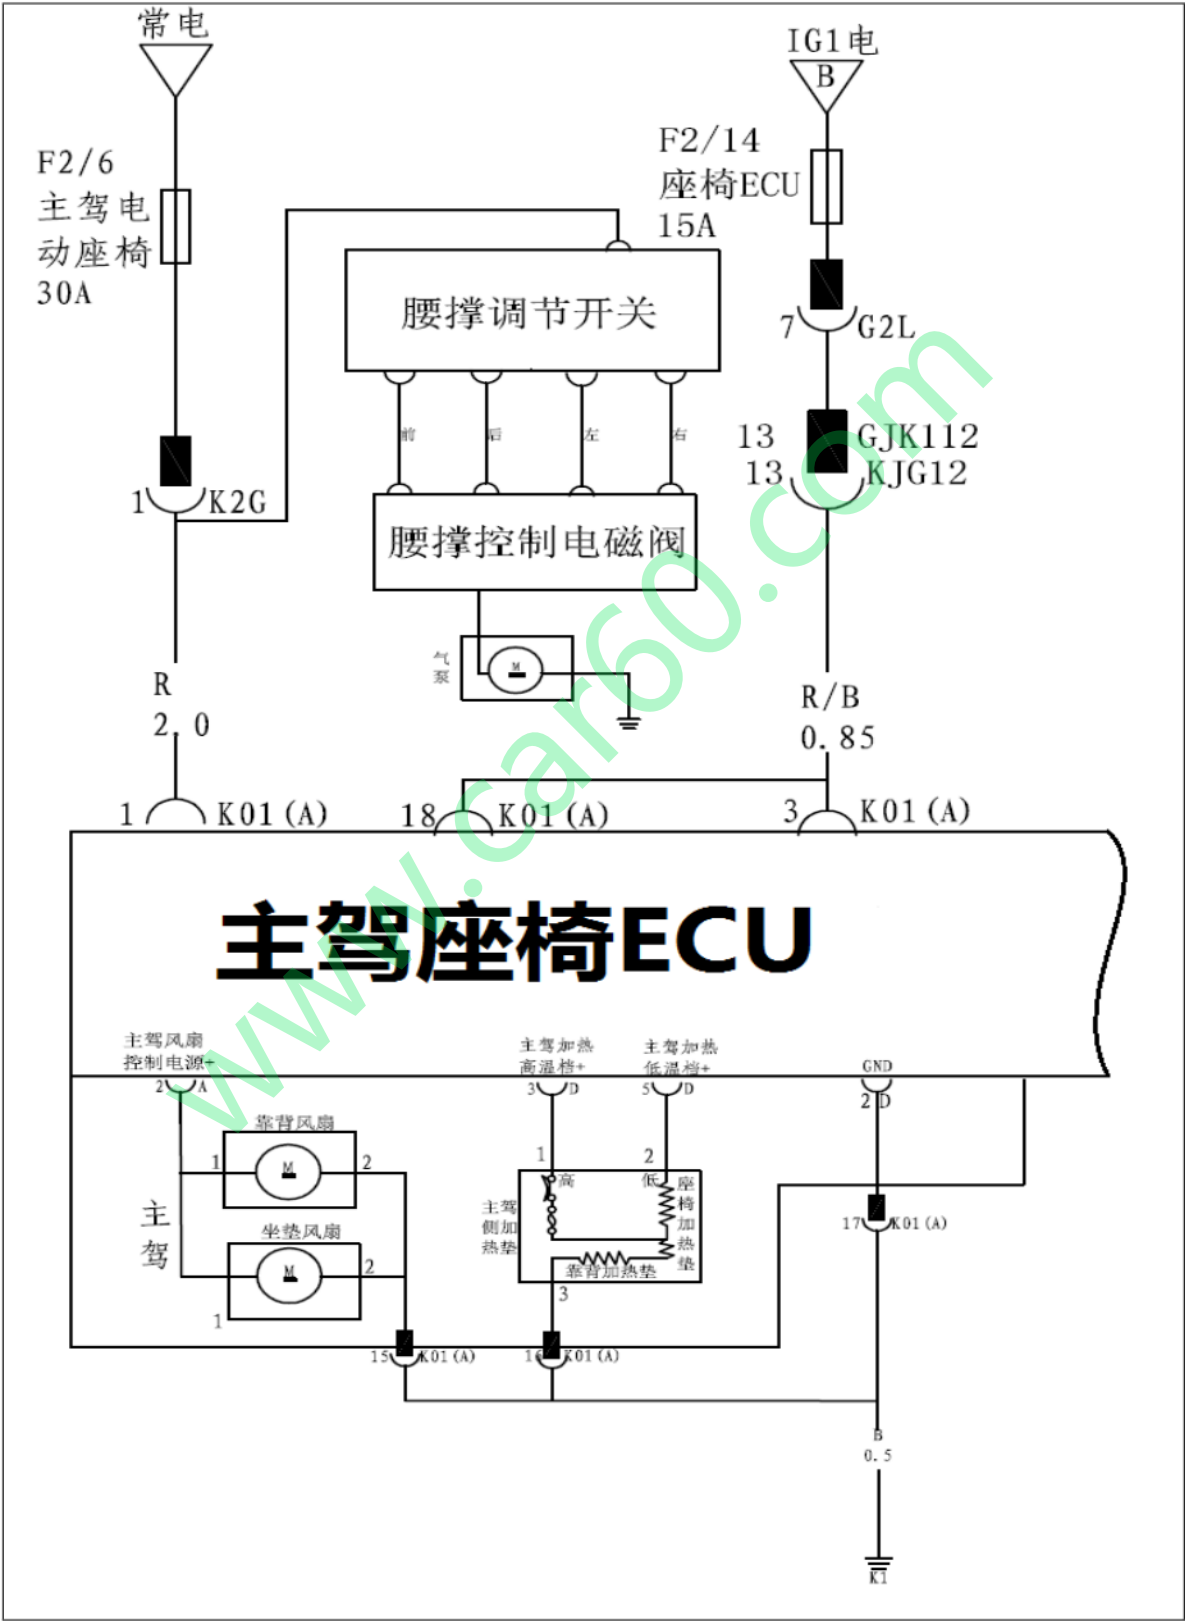 常电
IG1电
B
F2/6
主驾电
动座椅
30A
F2/14
座椅ECU
15A
腰撑调节开关
7 G2L
前 后 左 右
13 GJK112
13 KJG12
1 K2G
腰撑控制电磁阀
气
泵
M
R
2.0
R/B
0.85
1 K01(A)
18 K01(A)
3 K01(A)
主驾座椅ECU
主驾风扇
控制电源+
2 A
主驾加热
高温档+
3 D
主驾加热
低温档+
5 D
GND
2 D
靠背风扇
1 M 2
主
驾
坐垫风扇
M 2
1
1 2
高 低
主驾
侧加
热垫
座
椅
加
热
垫
靠背加热垫
3
17 K01(A)
15 K01(A)
16 K01(A)
B
0.5
K1
www.car60.com